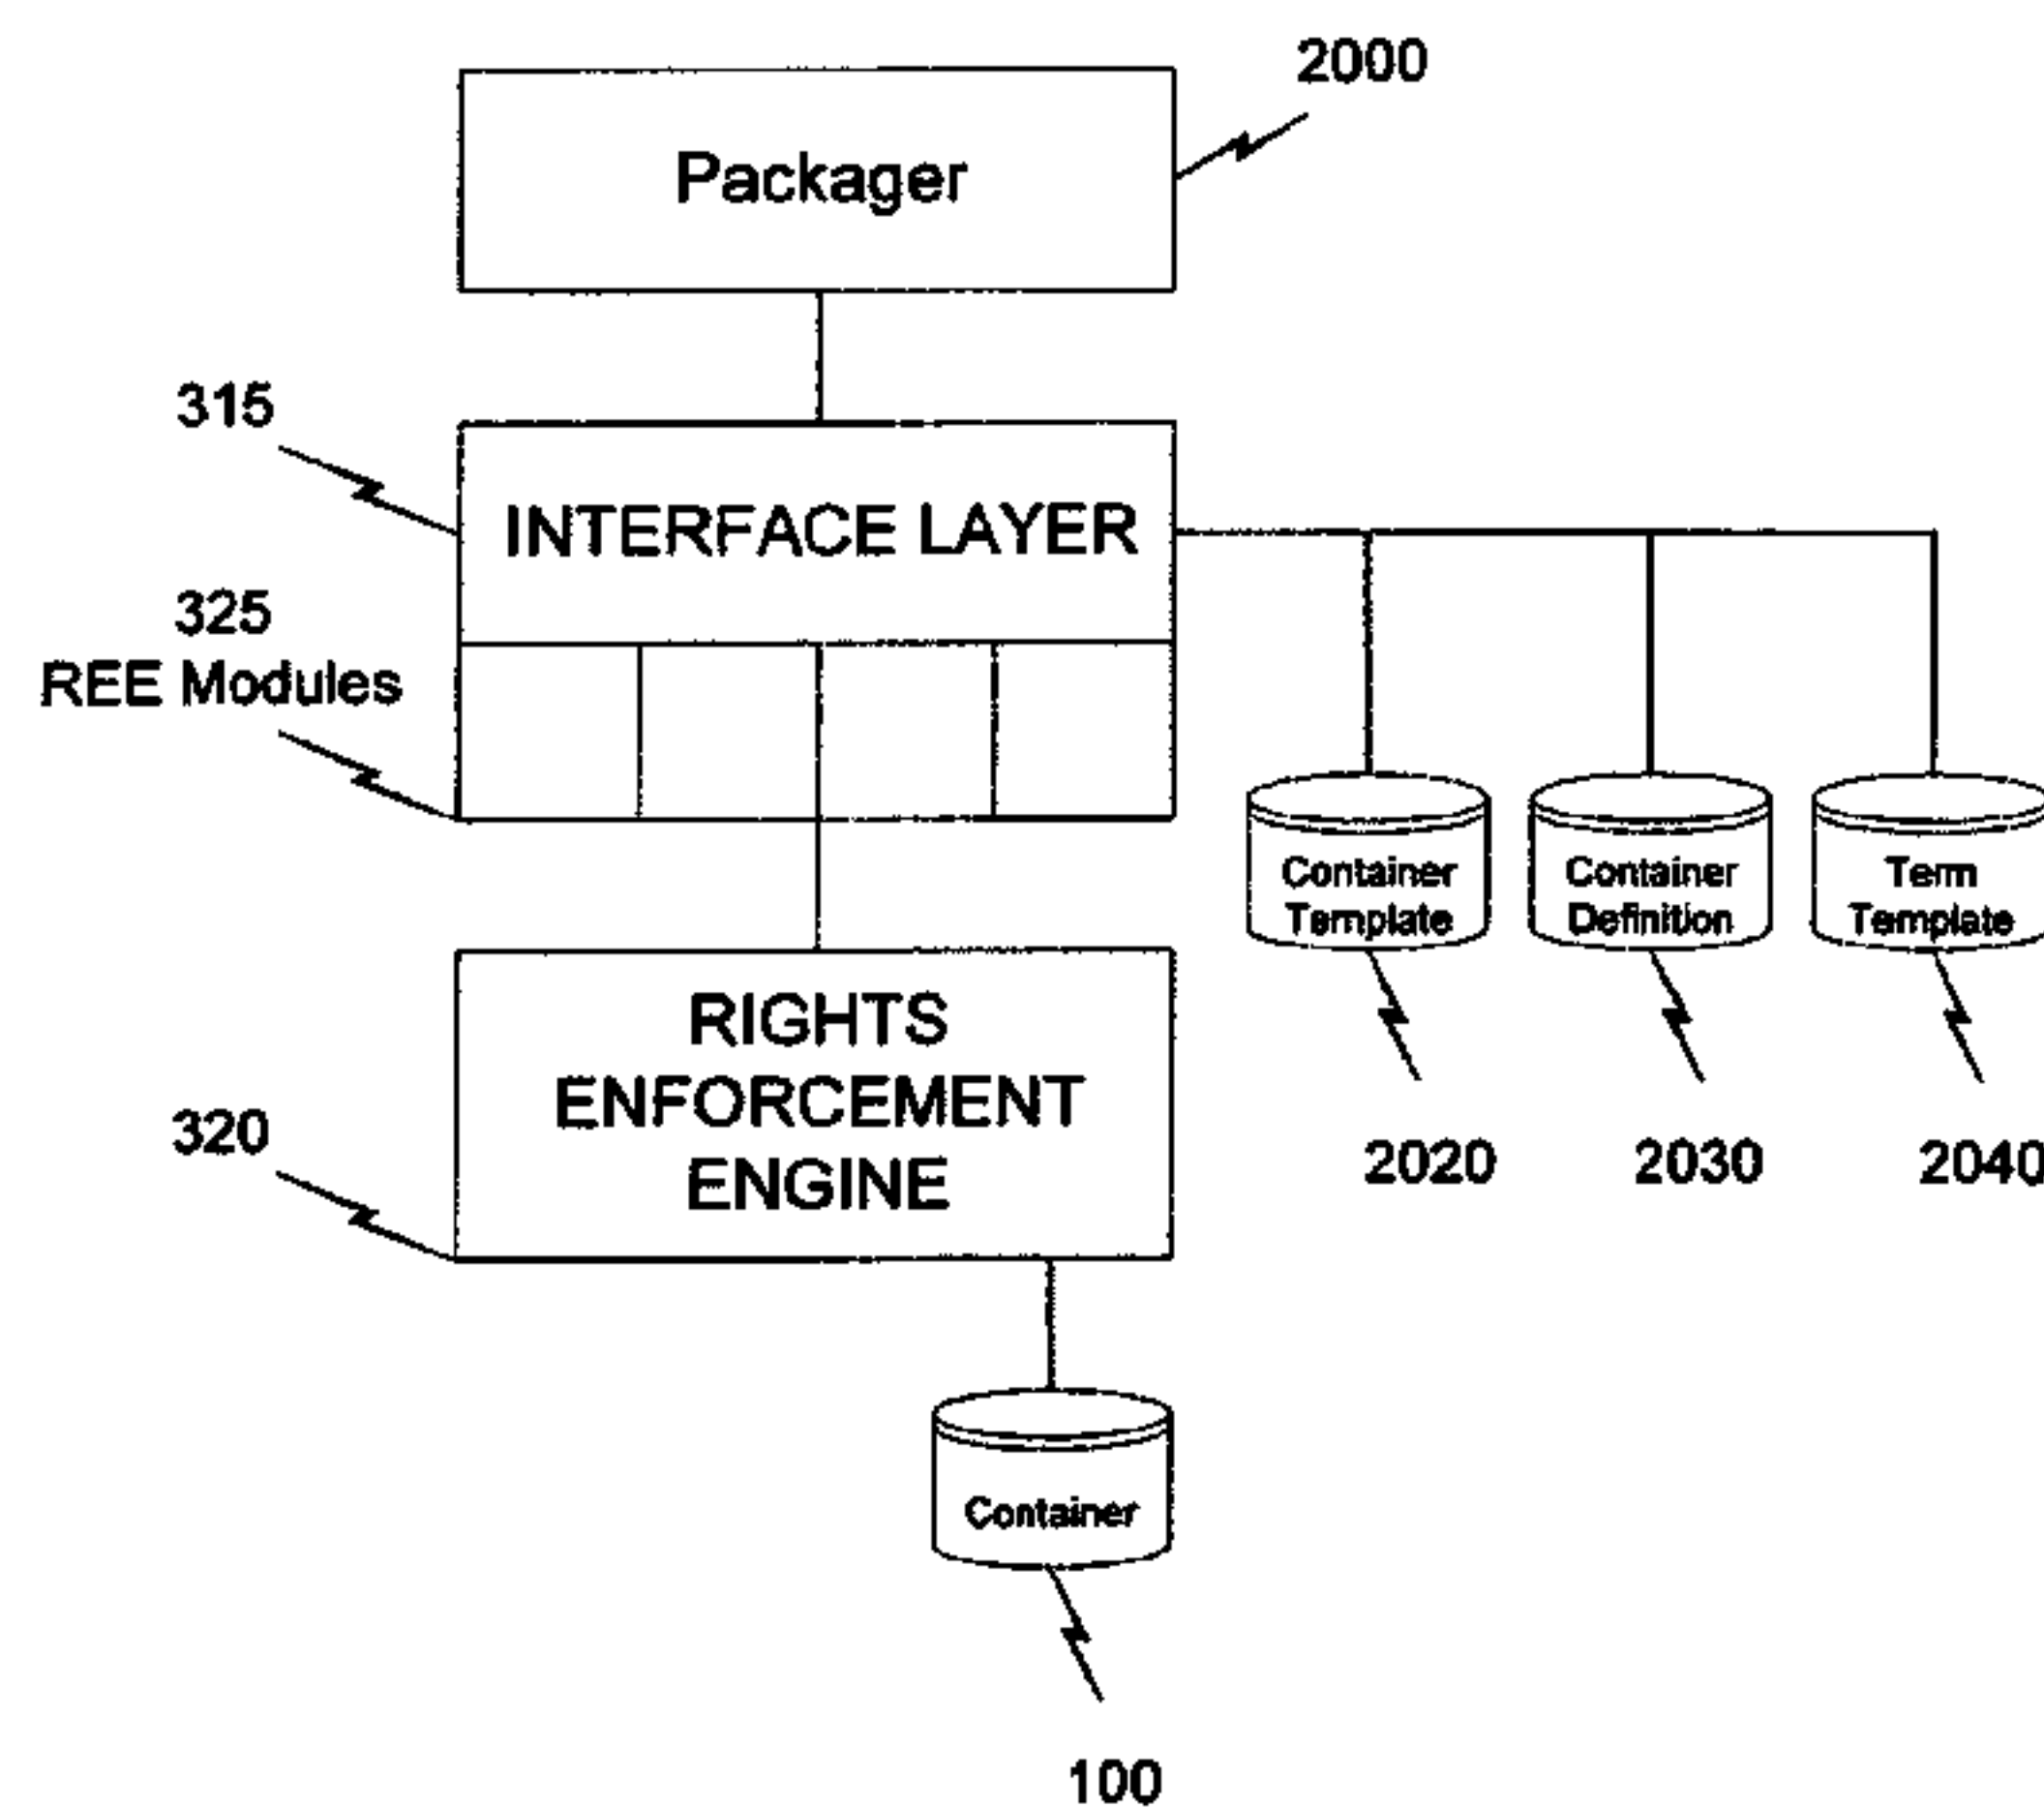 2000
Packager
315
INTERFACE LAYER
325
REE Modules
Container
Template
Container
Definition
Term
Template
RIGHTS
ENFORCEMENT
ENGINE
320
2020
2030
2040
Container
100